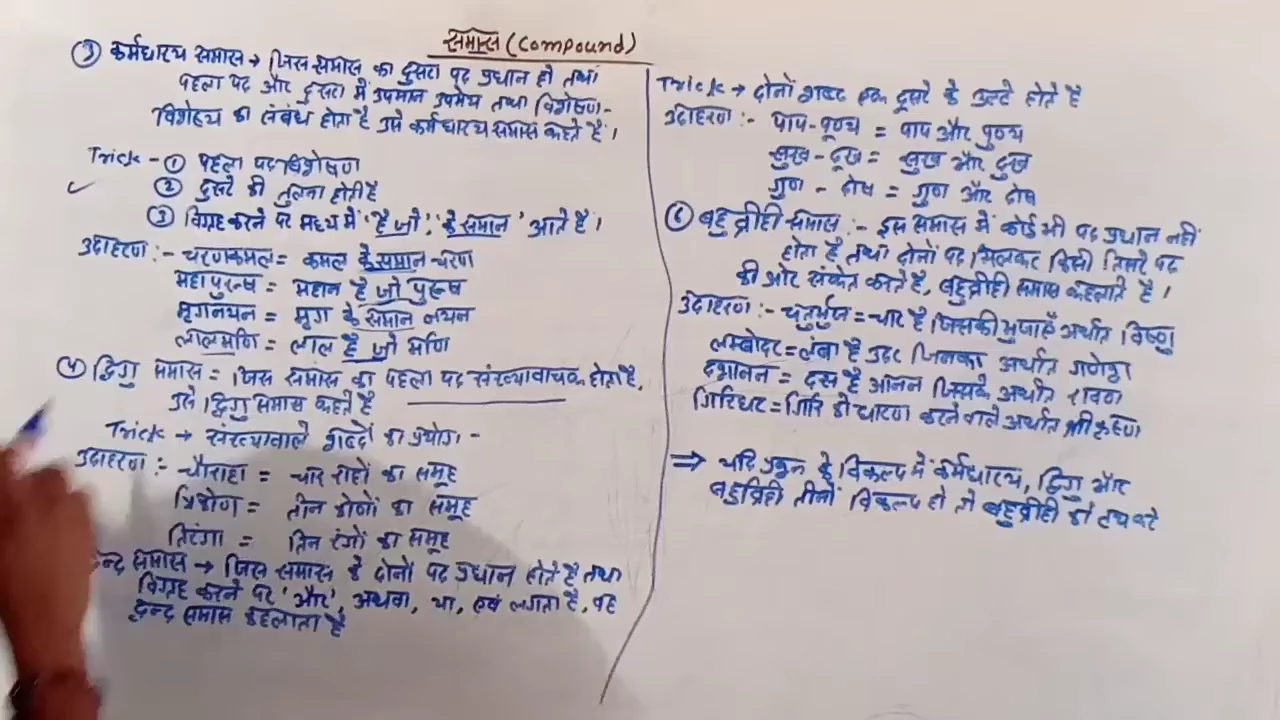 समास (Compound)
③ कर्मधारय समास → जिस समास का दुसरा पद प्रधान हो तथा
पहला पद और दुसरा में उपमान उपमेय तथा विशेषण-
विशेष्य का संबंध होता है उसे कर्मधारय समास कहते हैं।
Trick - ① पहला पद विशेषण
② दुसरे की तुलना होती है
③ विग्रह करने पर मध्य में 'है जो', 'के समान' आते है।
उदाहरण :- चरणकमल = कमल के समान चरण
महापुरुष = महान है जो पुरुष
मृगनयन = मृग के समान नयन
लालमणि = लाल है जो मणि
④ द्विगु समास = जिस समास का पहला पद संख्यावाचक होता है,
उसे द्विगु समास कहते है
Trick → संख्यावाले शब्दों का प्रयोग -
उदाहरण :- चौराहा = चार राहों का समूह
त्रिकोण = तीन कोणों का समूह
तिरंगा = तिन रंगों का समूह
न्द समास → जिस समास के दोनों पद प्रधान होते है तथा
विग्रह करने पर 'और', अथवा, या, एवं लगता है, वह
द्वन्द समास कहलाता है
Trick → दोनों शब्द एक दूसरे के उल्टे होते है
उदाहरण :- पाप-पूण्य = पाप और पुण्य
सुख - दूख = सुख और दुख
गुण - दोष = गुण और दोष
⑥ बहुव्रीही समास :- इस समास में कोई भी पद प्रधान नहीं
होता है तथा दोनों पद मिलकर किसी तिसरे पद
की ओर संकेत करते है, बहुव्रीही समास कहलाते है।
उदाहरण :- चतुर्भुज = चार है जिसकी भुजाएँ अर्थात विष्णु
लम्बोदर = लंबा है उदर जिनका अर्थात गणेश
दशानन = दस है आनन जिसके अर्थात रावण
गिरिधर = गिरि को धारण करने वाले अर्थात श्री कृष्ण
⇒ यदि प्रश्न के विकल्प में कर्मधारय, द्विगु और
बहुव्रिही तीनों विकल्प हो तो बहुव्रीही का चयन करे